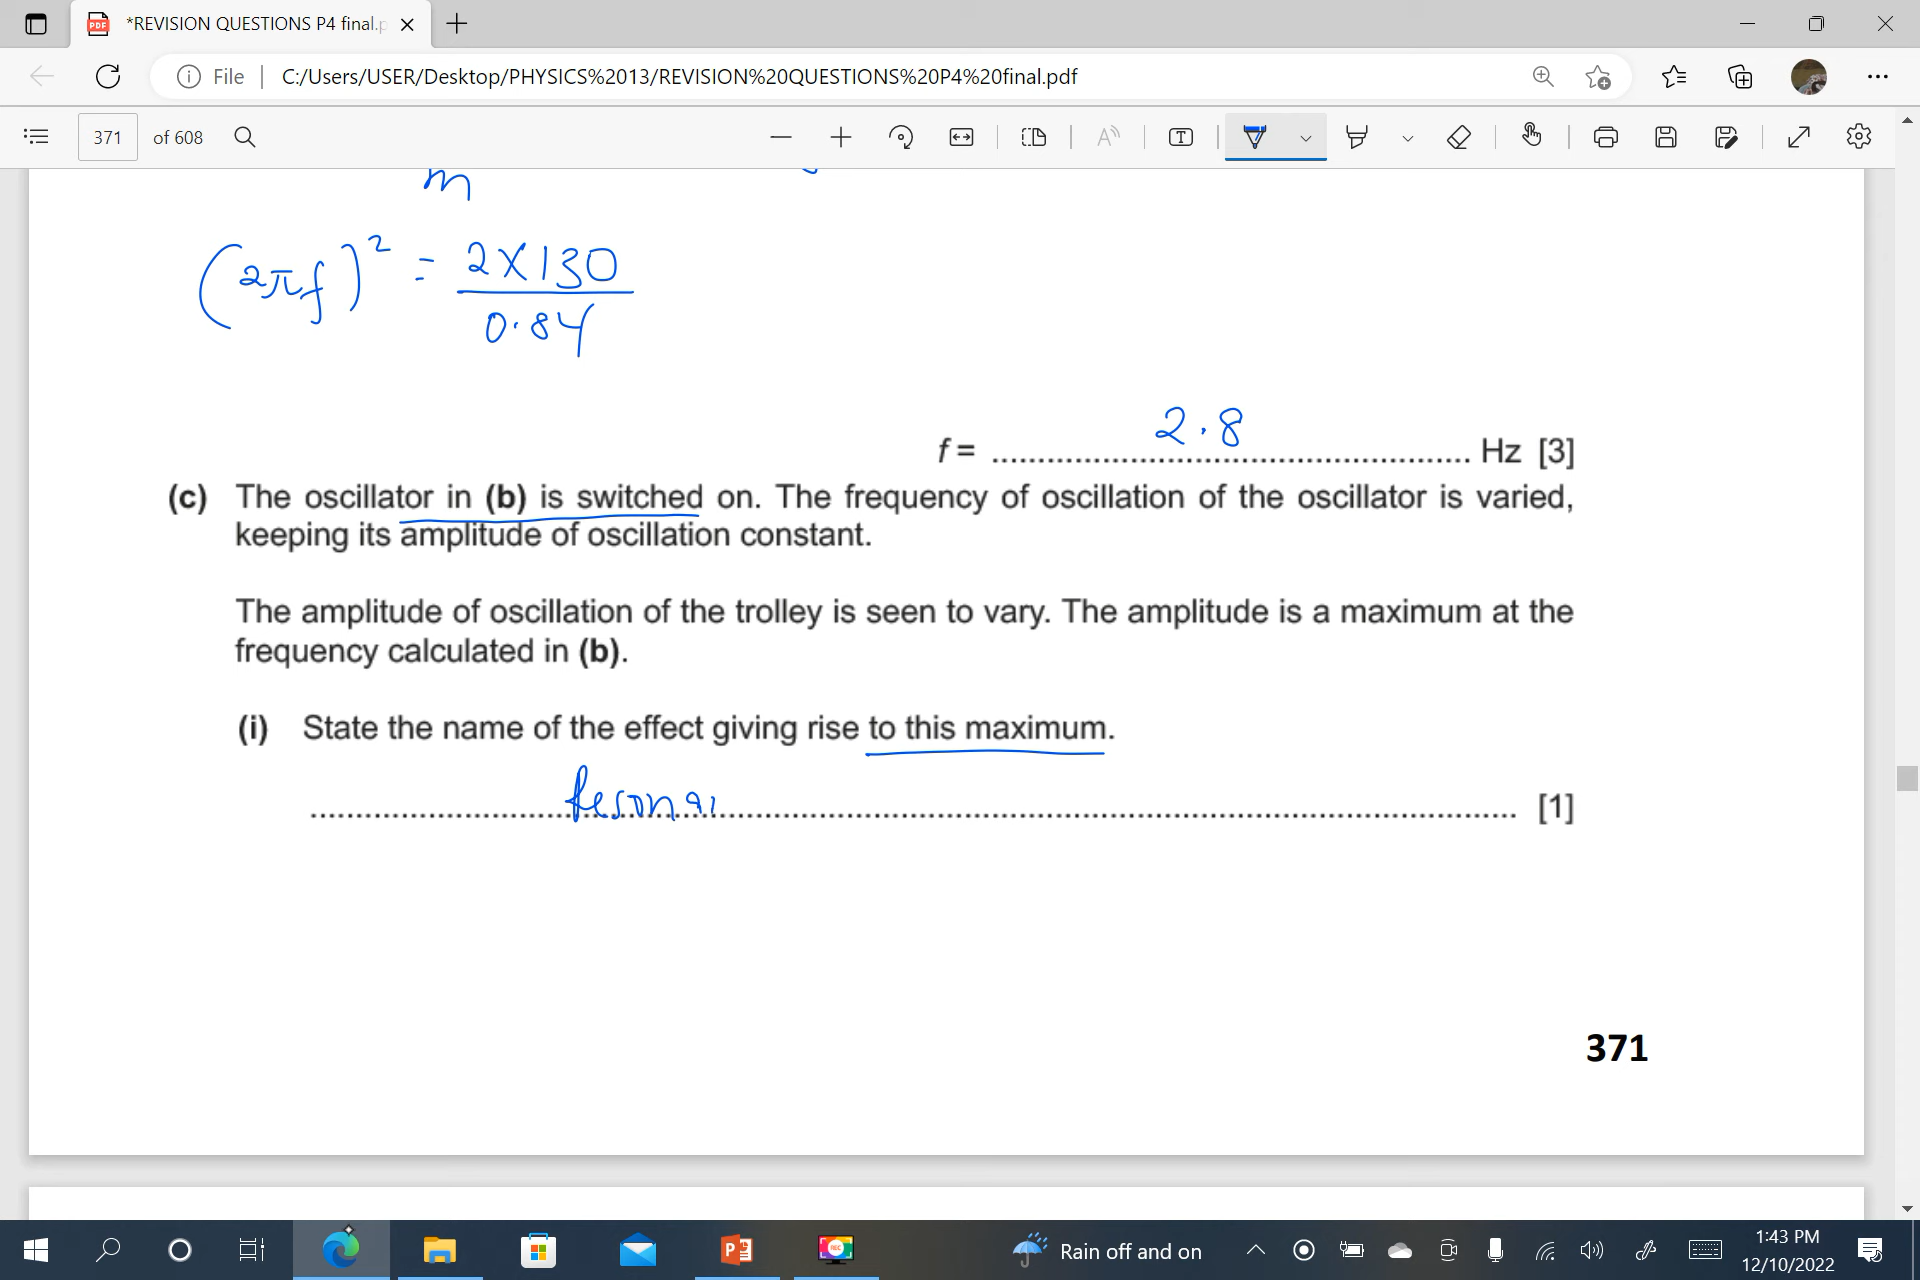 *REVISION QUESTIONS P4 final.p
File
C:/Users/USER/Desktop/PHYSICS%2013/REVISION%20QUESTIONS%20P4%20final.pdf
371 of 608
m
(2πf)² = 2×130
0.84
2.8
f = .................... Hz [3]
(c) The oscillator in (b) is switched on. The frequency of oscillation of the oscillator is varied,
keeping its amplitude of oscillation constant.
The amplitude of oscillation of the trolley is seen to vary. The amplitude is a maximum at the
frequency calculated in (b).
(i) State the name of the effect giving rise to this maximum.
.................... [1]
371
Rain off and on
1:43 PM
12/10/2022